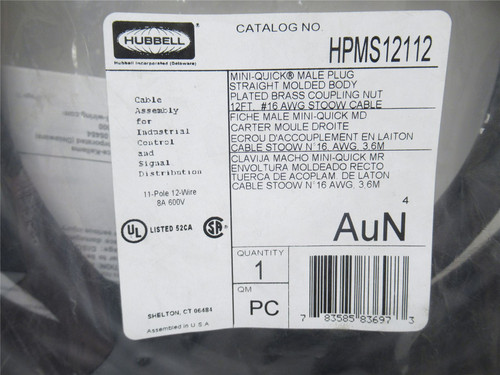 HUBBELL
Hubbell Incorporated (Delaware)
CATALOG NO.
HPMS12112
Cable
Assembly
for
Industrial
Control
and
Signal
Distribution
11-Pole 12-Wire
8A 600V
UL LISTED 52CA SA
MINI-QUICK® MALE PLUG
STRAIGHT MOLDED BODY
PLATED BRASS COUPLING NUT
12FT. #16 AWG STOOW CABLE
FICHE MALE MINI-QUICK MD
CARTER MOULE DROITE
ECROU D'ACCOUPLEMENT EN LAITON
CABLE STOOW N°16 AWG, 3.6M
CLAVIJA MACHO MINI-QUICK MR
ENVOLTURA MOLDEADO RECTO
TUERCA DE ACOPLAM. DE LATON
CABLE STOOW N°16 AWG, 3.6M
4
AuN
QUANTITY
1
QM
PC
7 83585 83697 3
SHELTON, CT 06484
Assembled in U.S.A.